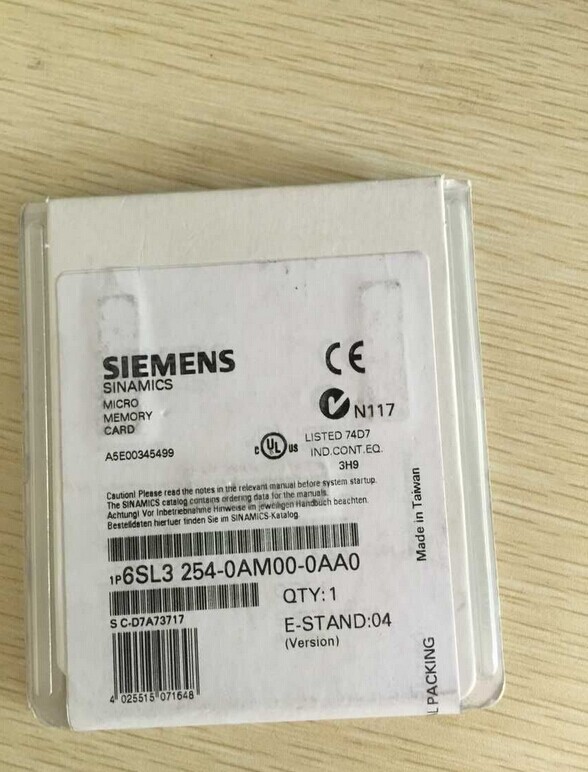 SIEMENS
SINAMICS
MICRO
MEMORY
CARD
A5E00345499
CE
N117
C UL US
LISTED 74D7
IND.CONT.EQ.
3H9
Caution! Please read the notes in the relevant manual before system startup.
The SINAMICS catalog contains ordering data for the manuals.
Achtung! Vor Inbetriebnahme Hinweise im jeweiligen Handbuch beachten.
Bestelldaten hierfuer finden Sie im SINAMICS-Katalog.
1P6SL3 254-0AM00-0AA0
S C-D7A73717
QTY: 1
E-STAND:04
(Version)
4 025515 071648
Made in Taiwan
PACKING